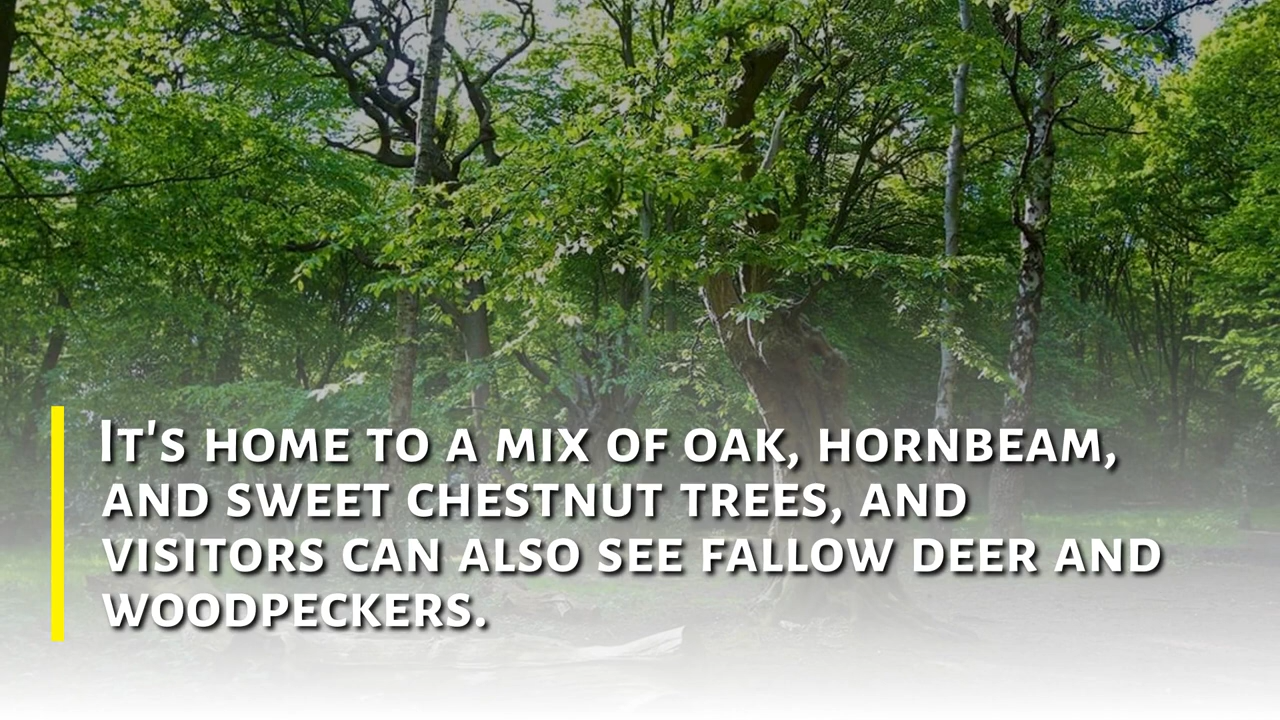 It's home to a mix of oak, hornbeam,
and sweet chestnut trees, and
visitors can also see fallow deer and
woodpeckers.